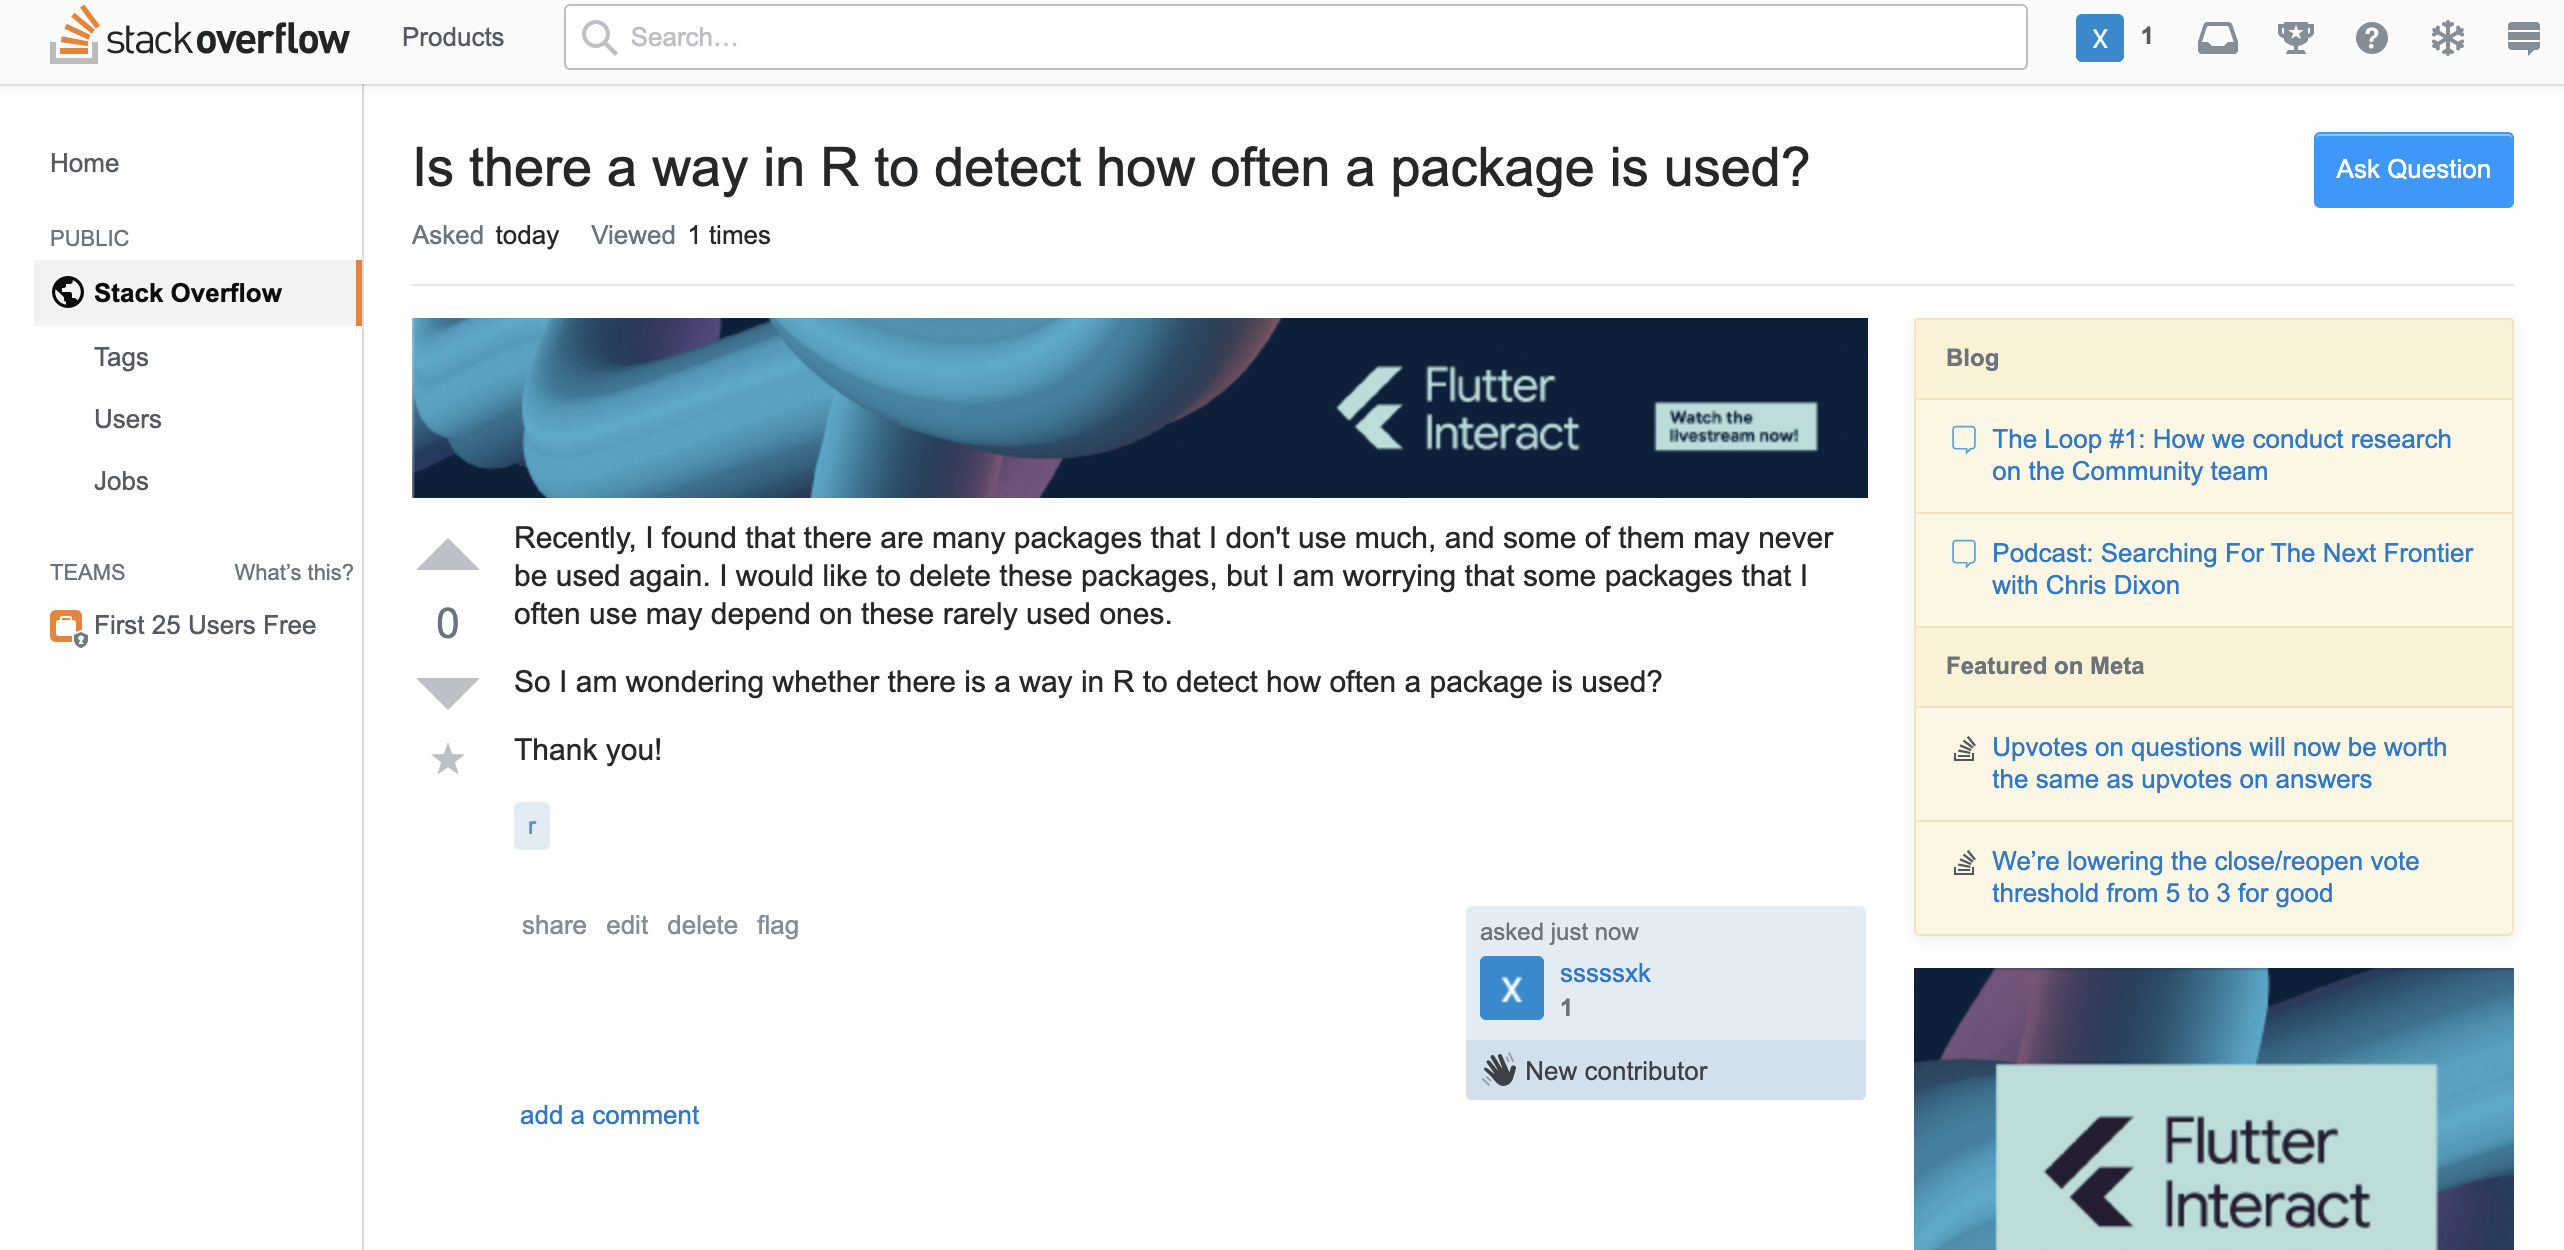 stackoverflow
Products
Search…
X
1
Home
PUBLIC
Stack Overflow
Tags
Users
Jobs
TEAMS
What's this?
First 25 Users Free
Is there a way in R to detect how often a package is used?
Ask Question
Asked today Viewed 1 times
Flutter
Interact
Watch the
livestream now!
Recently, I found that there are many packages that I don't use much, and some of them may never
be used again. I would like to delete these packages, but I am worrying that some packages that I
often use may depend on these rarely used ones.
0
So I am wondering whether there is a way in R to detect how often a package is used?
Thank you!
r
share edit delete flag
asked just now
X
sssssxk
1
New contributor
add a comment
Blog
The Loop #1: How we conduct research
on the Community team
Podcast: Searching For The Next Frontier
with Chris Dixon
Featured on Meta
Upvotes on questions will now be worth
the same as upvotes on answers
We’re lowering the close/reopen vote
threshold from 5 to 3 for good
Flutter
Interact